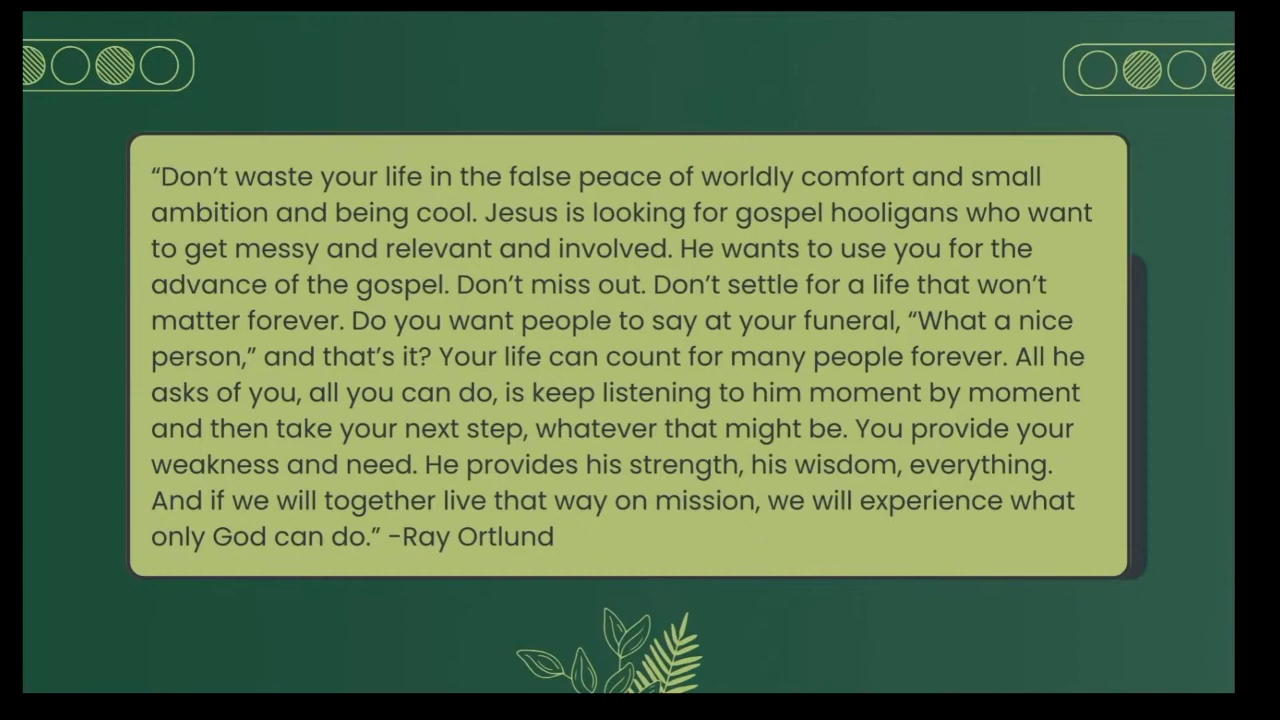 “Don’t waste your life in the false peace of worldly comfort and small
ambition and being cool. Jesus is looking for gospel hooligans who want
to get messy and relevant and involved. He wants to use you for the
advance of the gospel. Don’t miss out. Don’t settle for a life that won’t
matter forever. Do you want people to say at your funeral, “What a nice
person,” and that’s it? Your life can count for many people forever. All he
asks of you, all you can do, is keep listening to him moment by moment
and then take your next step, whatever that might be. You provide your
weakness and need. He provides his strength, his wisdom, everything.
And if we will together live that way on mission, we will experience what
only God can do.” -Ray Ortlund